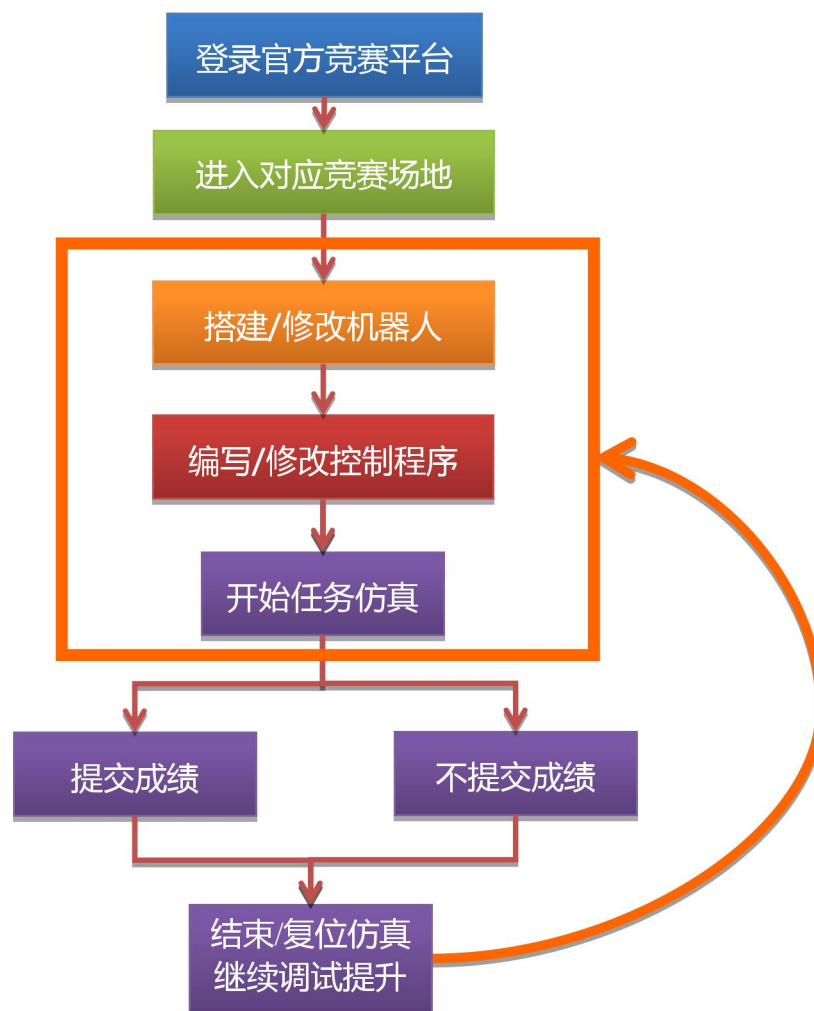 登录官方竞赛平台
进入对应竞赛场地
搭建/修改机器人
编写/修改控制程序
开始任务仿真
提交成绩
不提交成绩
结束/复位仿真
继续调试提升